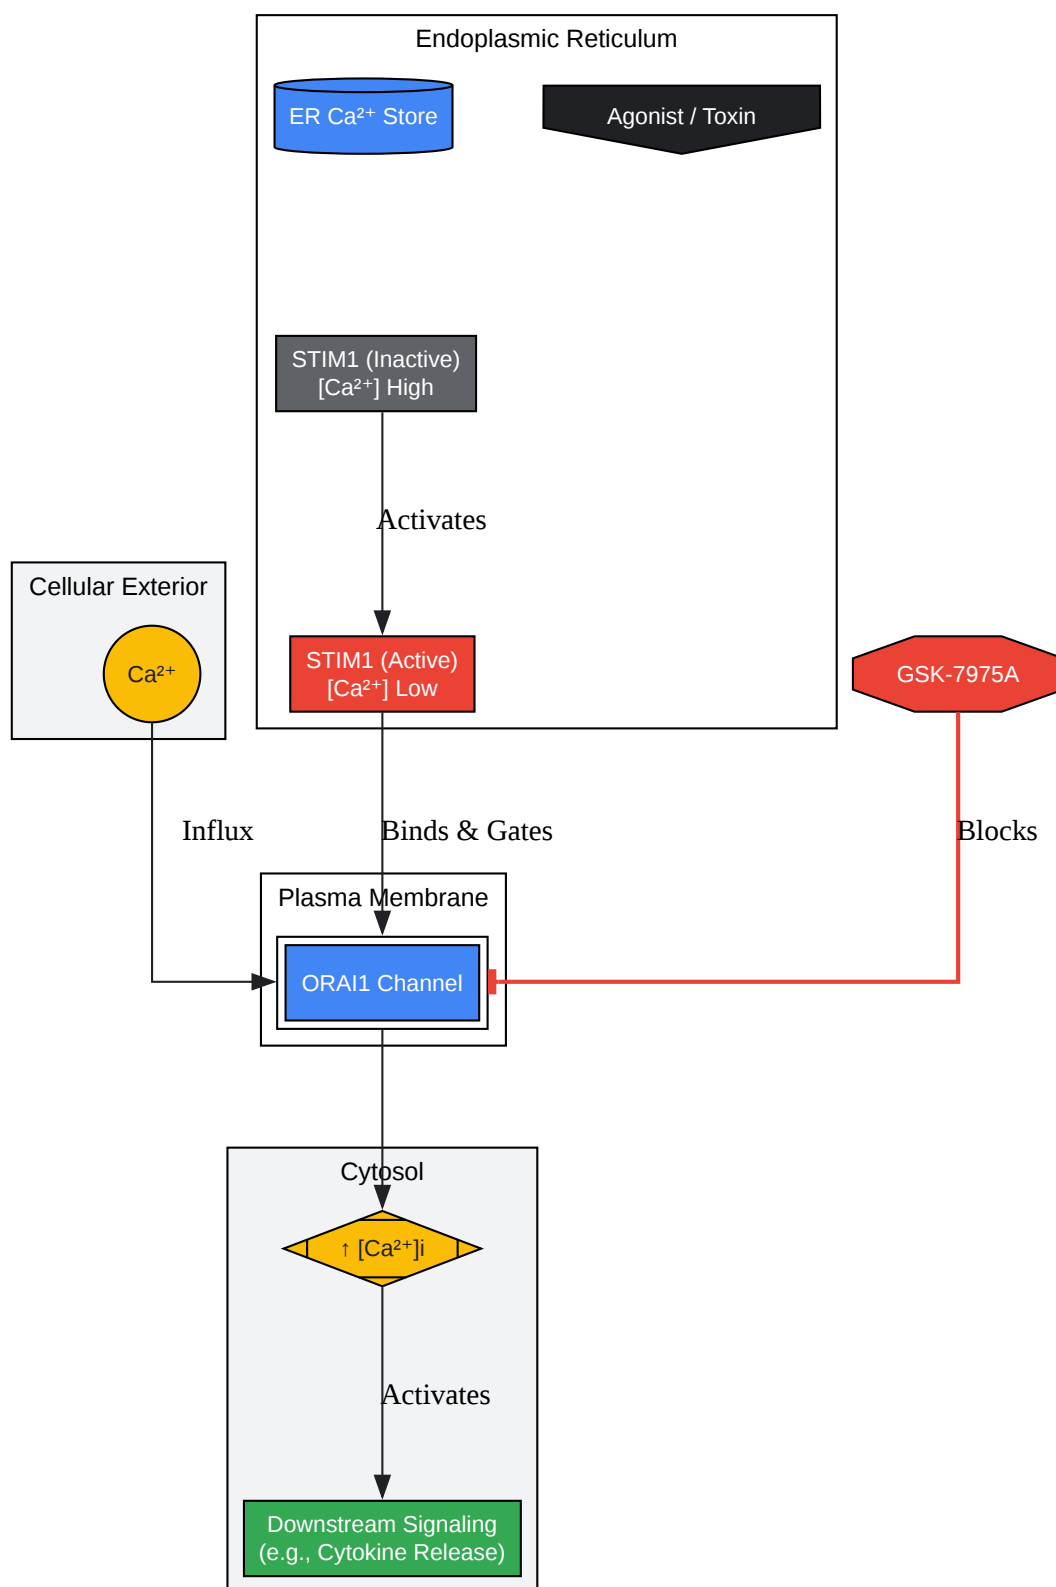 Endoplasmic Reticulum
ER Ca²⁺ Store
Agonist / Toxin
STIM1 (Inactive)
[Ca²⁺] High
Activates
Cellular Exterior
Ca²⁺
STIM1 (Active)
[Ca²⁺] Low
GSK-7975A
Influx
Binds & Gates
Blocks
Plasma Membrane
ORAI1 Channel
Cytosol
↑ [Ca²⁺]i
Activates
Downstream Signaling
(e.g., Cytokine Release)